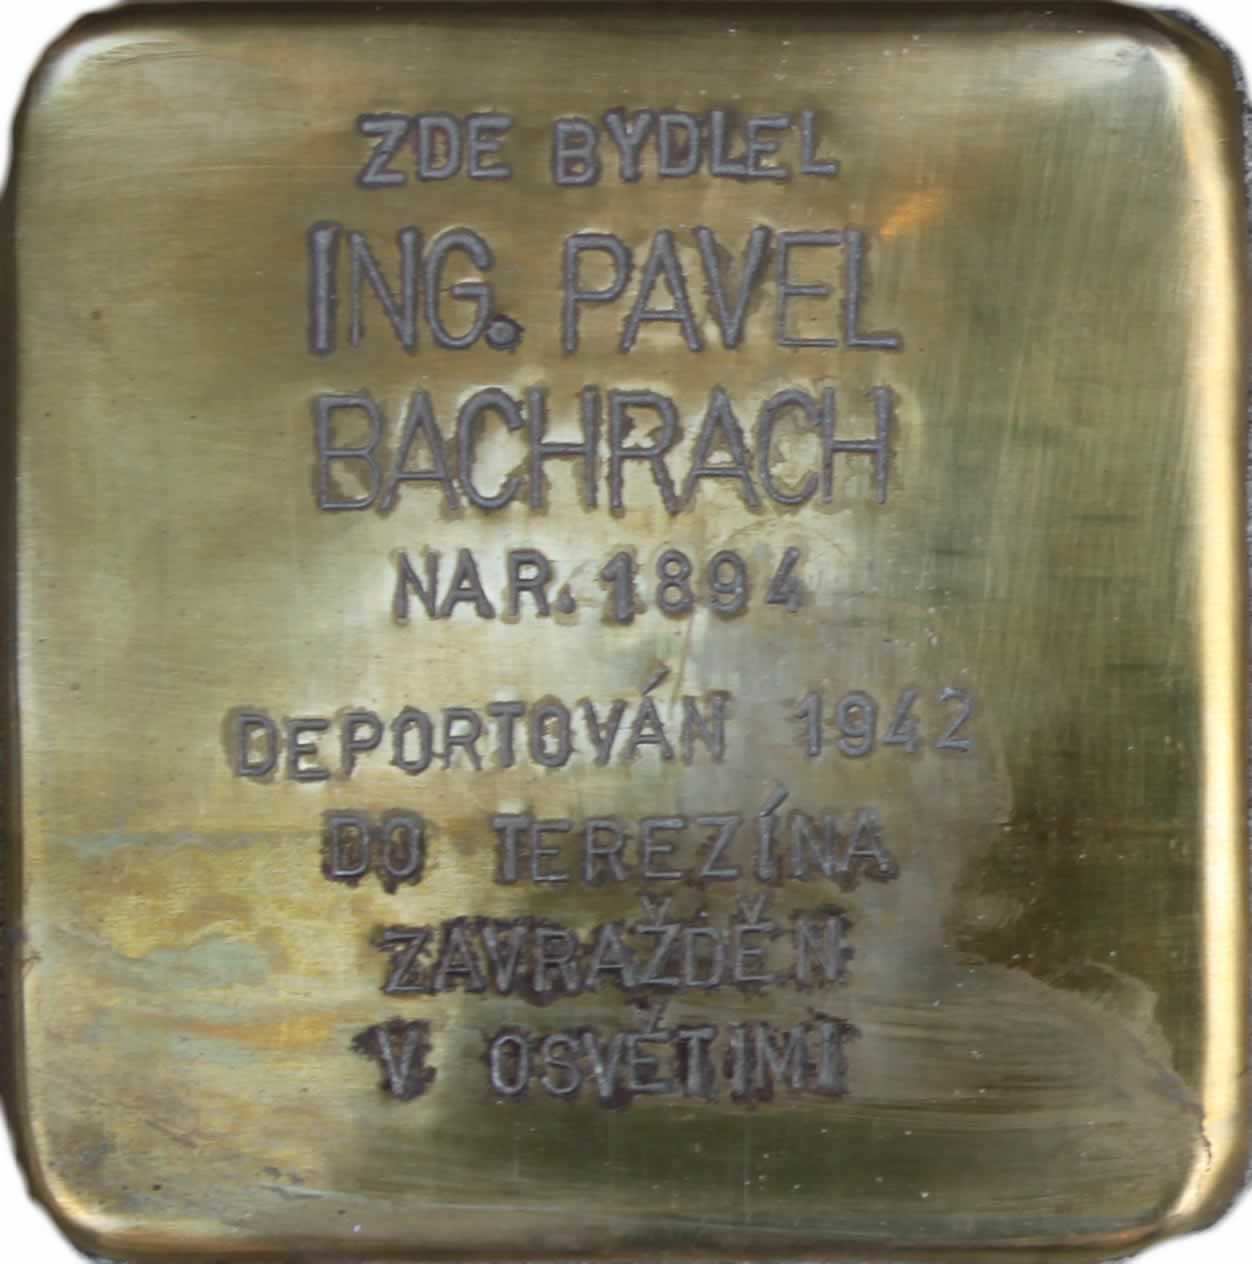 ZDE BYDLEL
ING. PAVEL
BACHRACH
NAR. 1894
DEPORTOVÁN 1942
DO TEREZÍNA
ZAVRAŽDĚN
V OSVĚTIMI